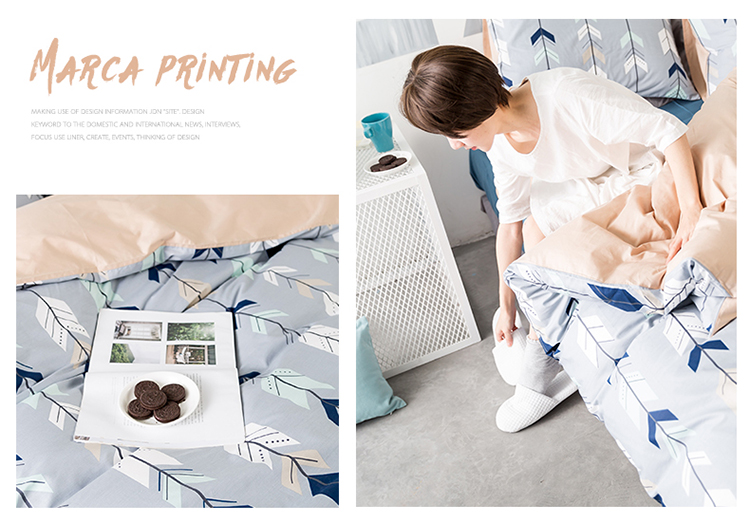 MARCA PRINTING
MAKING USE OF DESIGN INFORMATION JOIN "SITE". DESIGN
KEYWORD TO THE DOMESTIC AND INTERNATIONAL NEWS, INTERVIEWS,
FOCUS USE LINER, CREATE, EVENTS, THINKING OF DESIGN